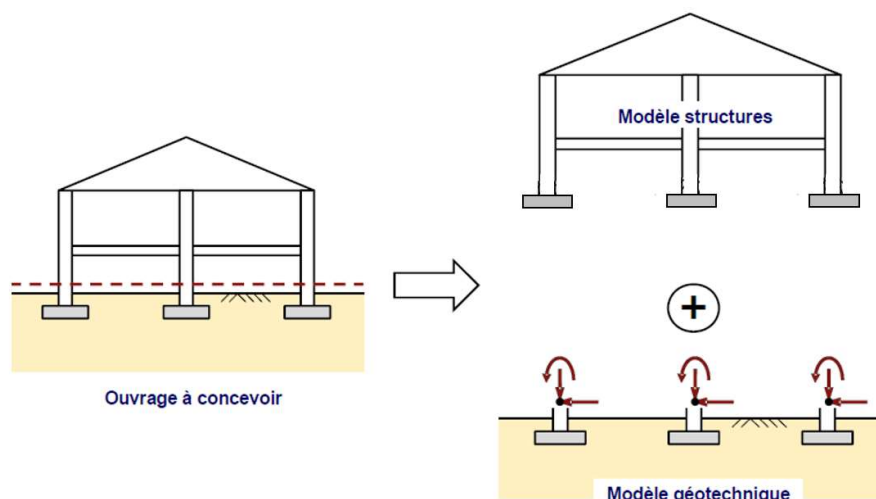 Modèle structures
Ouvrage à concevoir
+
Modèle géotechnique